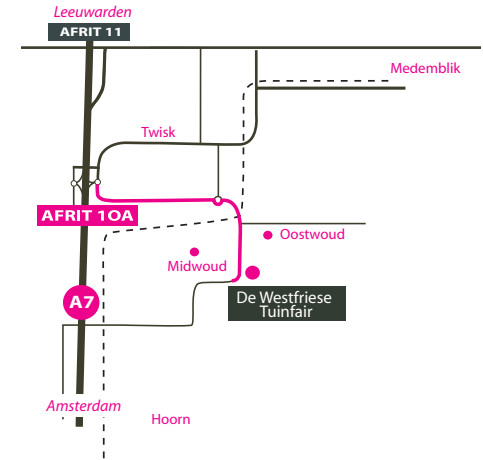 Leeuwarden
AFRIT 11
Medemblik
Twisk
AFRIT 10A
Oostwoud
Midwoud
A7
De Westfriese
Tuinfair
Amsterdam
Hoorn